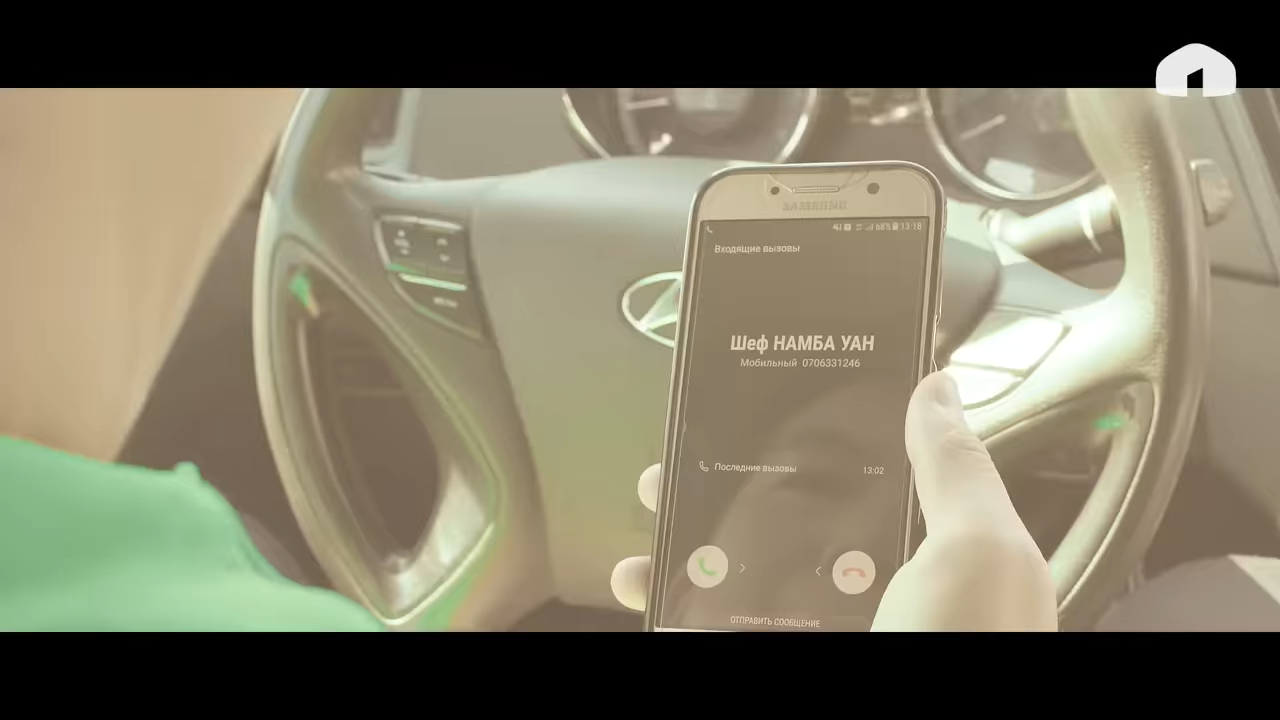 SAMSUNG
68% 13:18
Входящие вызовы
Шеф НАМБА УАН
Мобильный 0706331246
Последние вызовы 13:02
ОТПРАВИТЬ СООБЩЕНИЕ